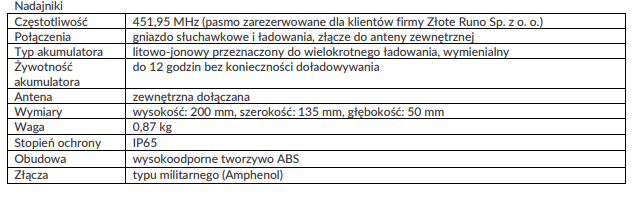 Nadajniki
Częstotliwość 451,95 MHz (pasmo zarezerwowane dla klientów firmy Złote Runo Sp. z o. o.)
Połączenia gniazdo słuchawkowe i ładowania, złącze do anteny zewnętrznej
Typ akumulatora litowo-jonowy przeznaczony do wielokrotnego ładowania, wymienialny
Żywotność do 12 godzin bez konieczności doładowywania
akumulatora
Antena zewnętrzna dołączana
Wymiary wysokość: 200 mm, szerokość: 135 mm, głębokość: 50 mm
Waga 0,87 kg
Stopień ochrony IP65
Obudowa wysokoodporne tworzywo ABS
Złącza typu militarnego (Amphenol)